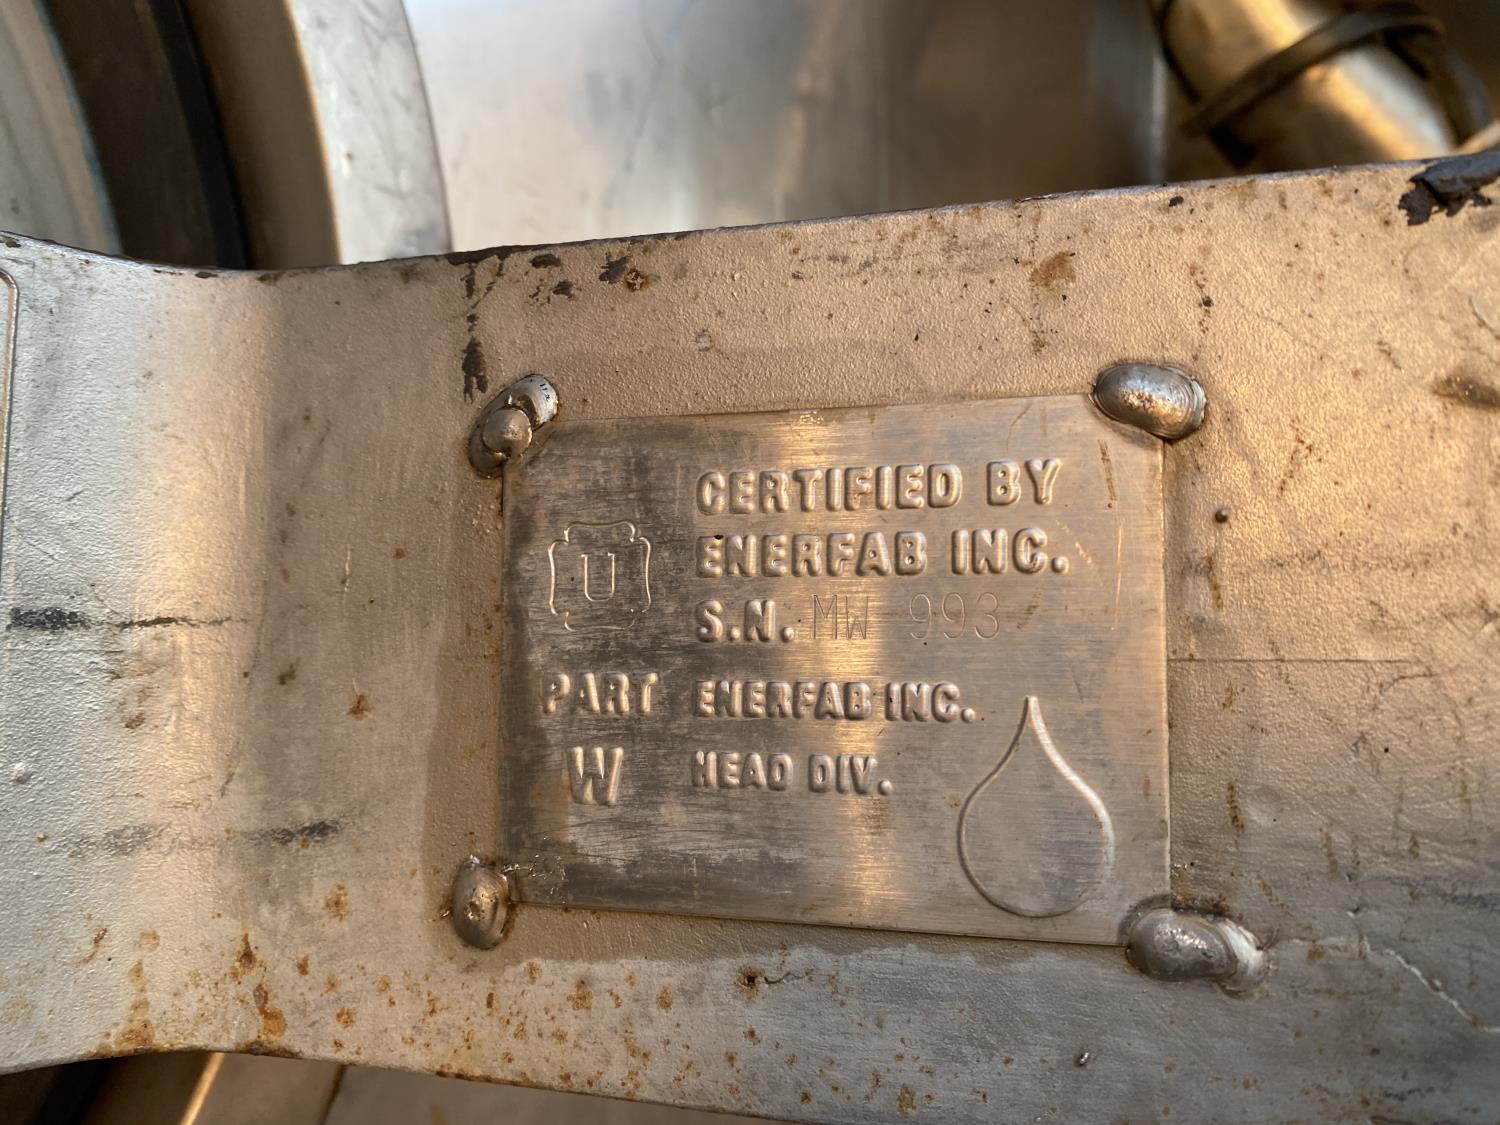 CERTIFIED BY
ENERFAB INC.
U
S.N. MW 993
PART ENERFAB INC.
W HEAD DIV.